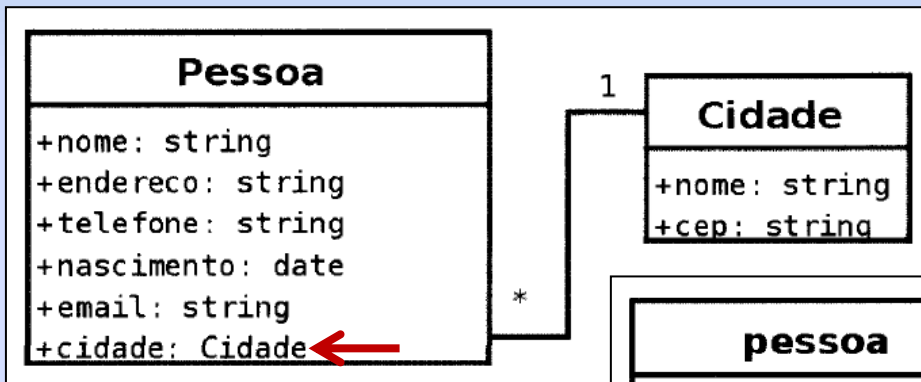 Pessoa
+nome: string
+endereco: string
+telefone: string
+nascimento: date
+email: string
+cidade: Cidade
1
*
Cidade
+nome: string
+cep: string
pessoa